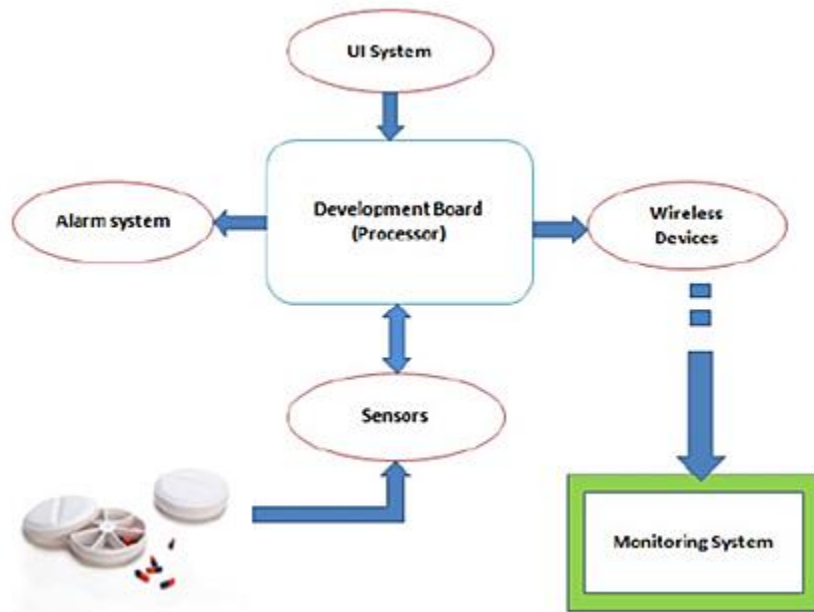 UI System
Alarm system
Development Board
(Processor)
Wireless
Devices
Sensors
Monitoring System